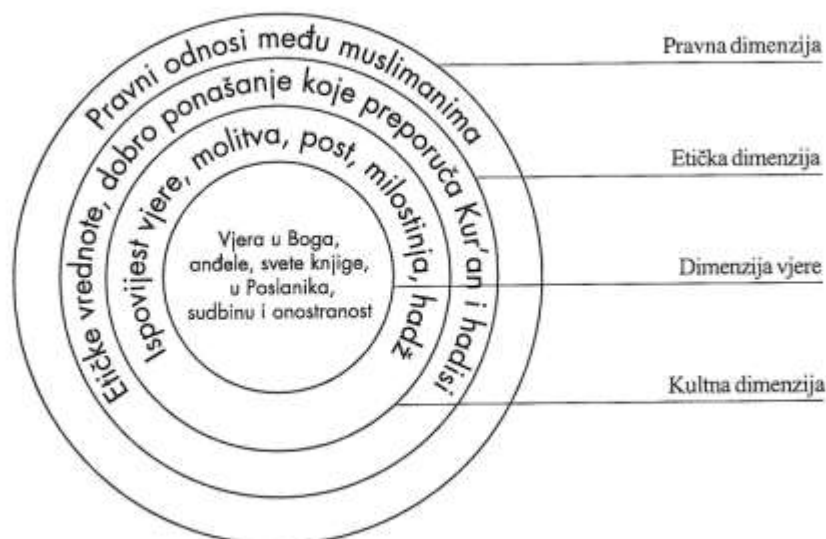 Pravni odnosi među muslimanima
Etičke vrednote, dobro ponašanje koje preporuča Kur'an i hadisi
Ispovijest vjere, molitva, post, milostinja, hadž
Vjera u Boga,
anđele, svete knjige,
u Poslanika,
sudbinu i onostranost
Pravna dimenzija
Etička dimenzija
Dimenzija vjere
Kultna dimenzija